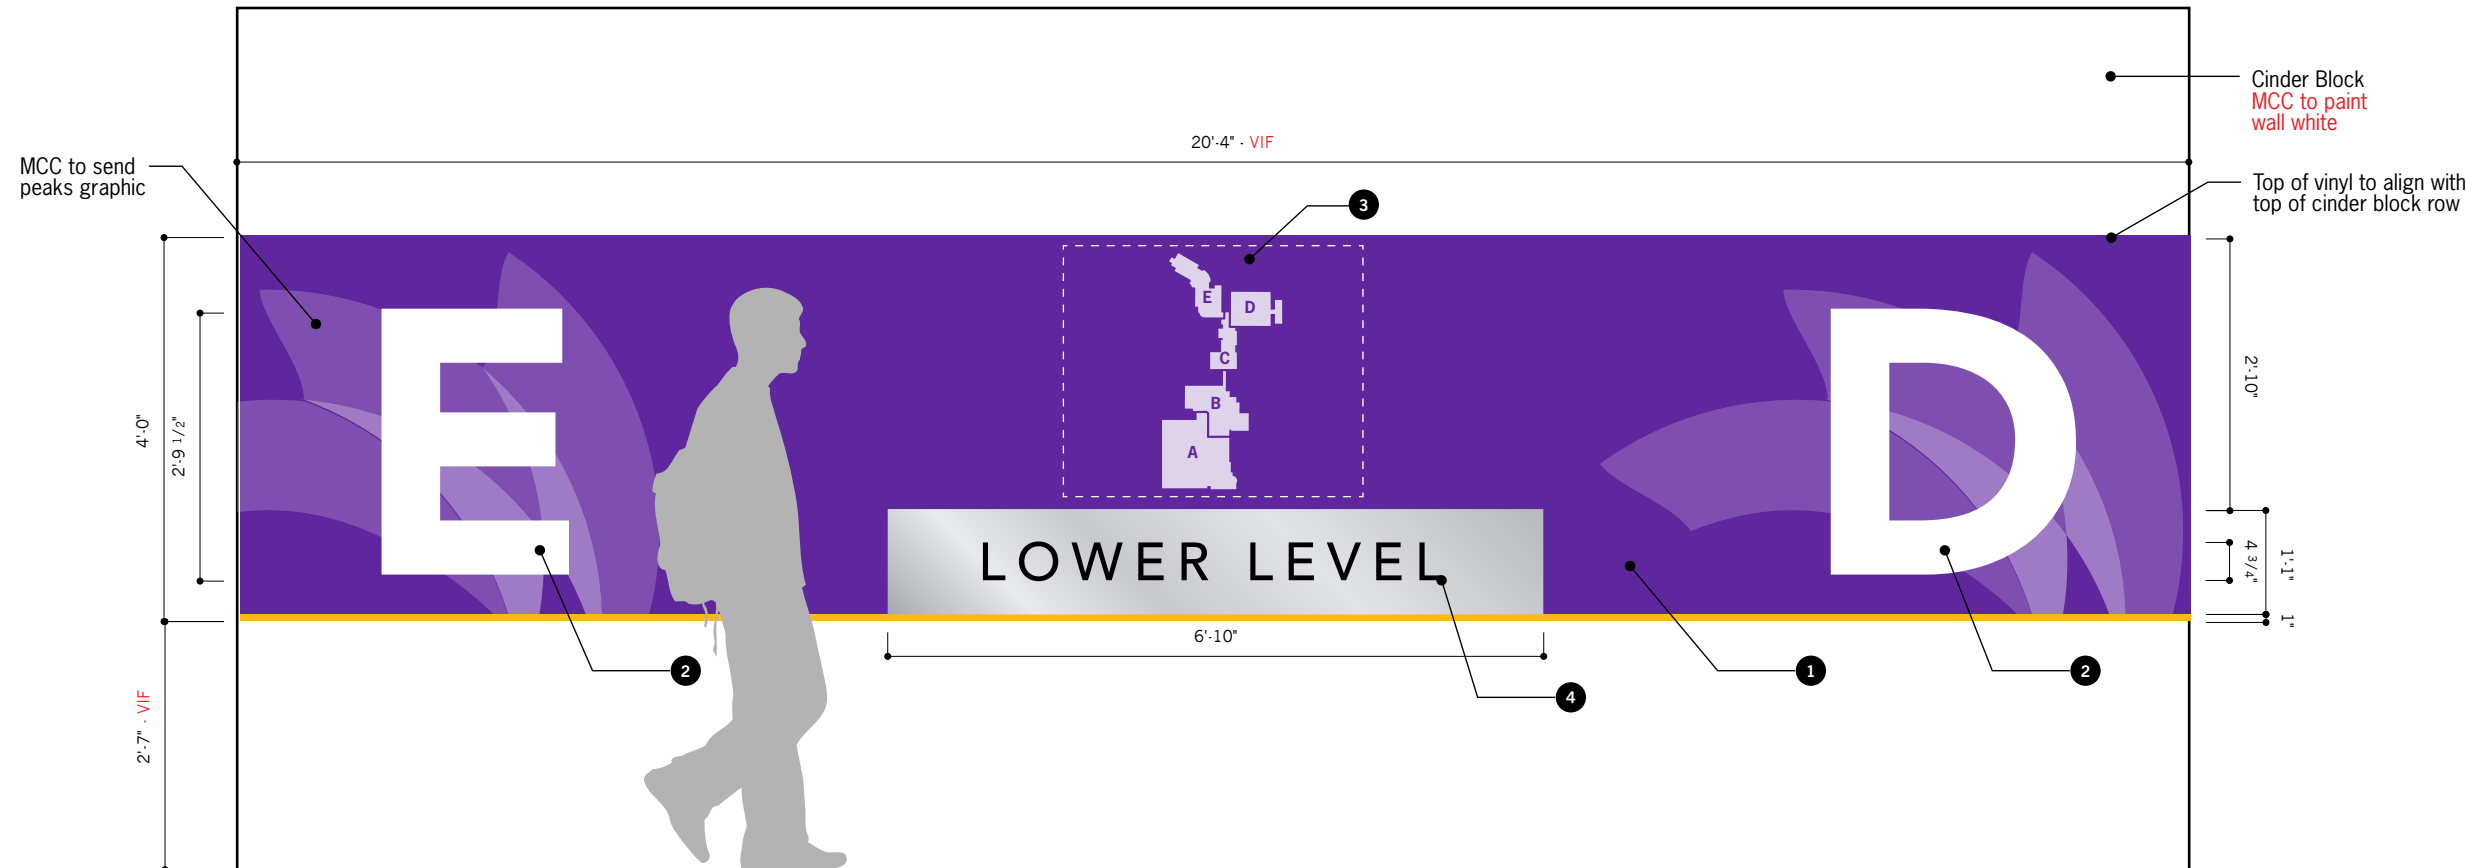 Cinder Block
MCC to paint
wall white
20'-4" - VIF
MCC to send
peaks graphic
Top of vinyl to align with
top of cinder block row
3
E
D
C
B
A
E
D
4'-0"
2'-9 1/2"
2'-10"
LOWER LEVEL
1'-1"
4 3/4"
1"
6'-10"
2
4
1
2
2'-7" - VIF